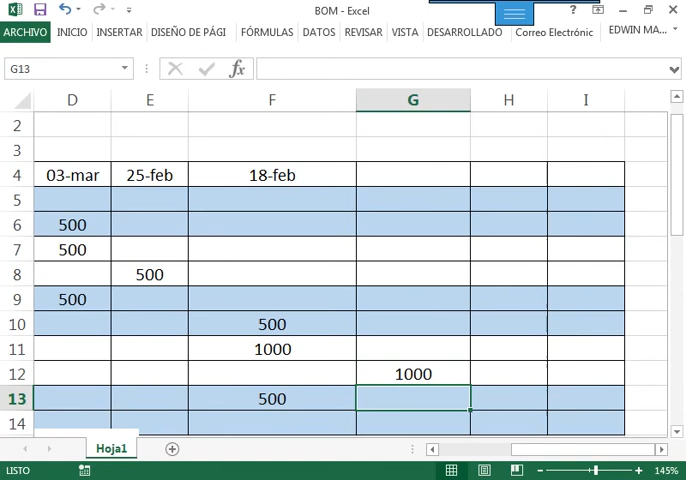 BOM - Excel
?
ARCHIVO INICIO INSERTAR DISEÑO DE PÁGI FÓRMULAS DATOS REVISAR VISTA DESARROLLADO Correo Electrónic EDWIN MA...
G13 fx
D E F G H I
2
3
4 03-mar 25-feb 18-feb
5
6 500
7 500
8 500
9 500
10 500
11 1000
12 1000
13 500
14
Hoja1
LISTO 145%